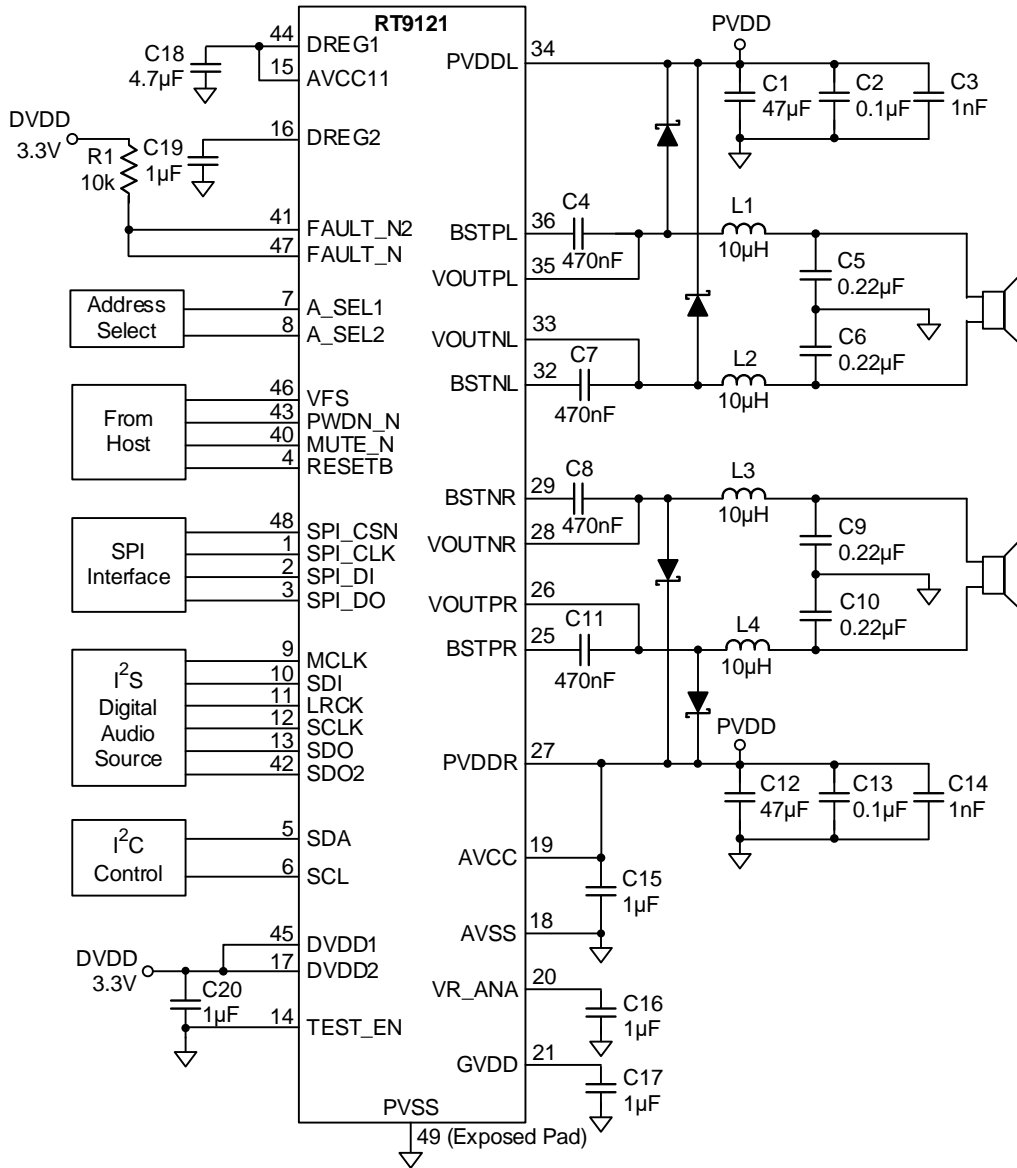 RT9121
44
DREG1
C18
4.7µF
15
AVCC11
DVDD
3.3V
16
DREG2
R1
10k
C19
1µF
41
FAULT_N2
47
FAULT_N
Address
Select
7
A_SEL1
8
A_SEL2
From
Host
46
VFS
43
PWDN_N
40
MUTE_N
4
RESETB
SPI
Interface
48
SPI_CSN
1
SPI_CLK
2
SPI_DI
3
SPI_DO
I²S
Digital
Audio
Source
9
MCLK
10
SDI
11
LRCK
12
SCLK
13
SDO
42
SDO2
I²C
Control
5
SDA
6
SCL
45
DVDD1
DVDD
3.3V
17
DVDD2
C20
1µF
14
TEST_EN
PVSS
49 (Exposed Pad)
PVDDL
34
PVDD
C1
47µF
C2
0.1µF
C3
1nF
BSTPL
36
C4
470nF
L1
10µH
VOUTPL
35
C5
0.22µF
VOUTNL
33
C6
0.22µF
BSTNL
32
C7
470nF
L2
10µH
BSTNR
29
C8
470nF
L3
10µH
VOUTNR
28
C9
0.22µF
VOUTPR
26
C10
0.22µF
BSTPR
25
C11
470nF
L4
10µH
PVDDR
27
PVDD
C12
47µF
C13
0.1µF
C14
1nF
AVCC
19
C15
1µF
AVSS
18
VR_ANA
20
C16
1µF
GVDD
21
C17
1µF